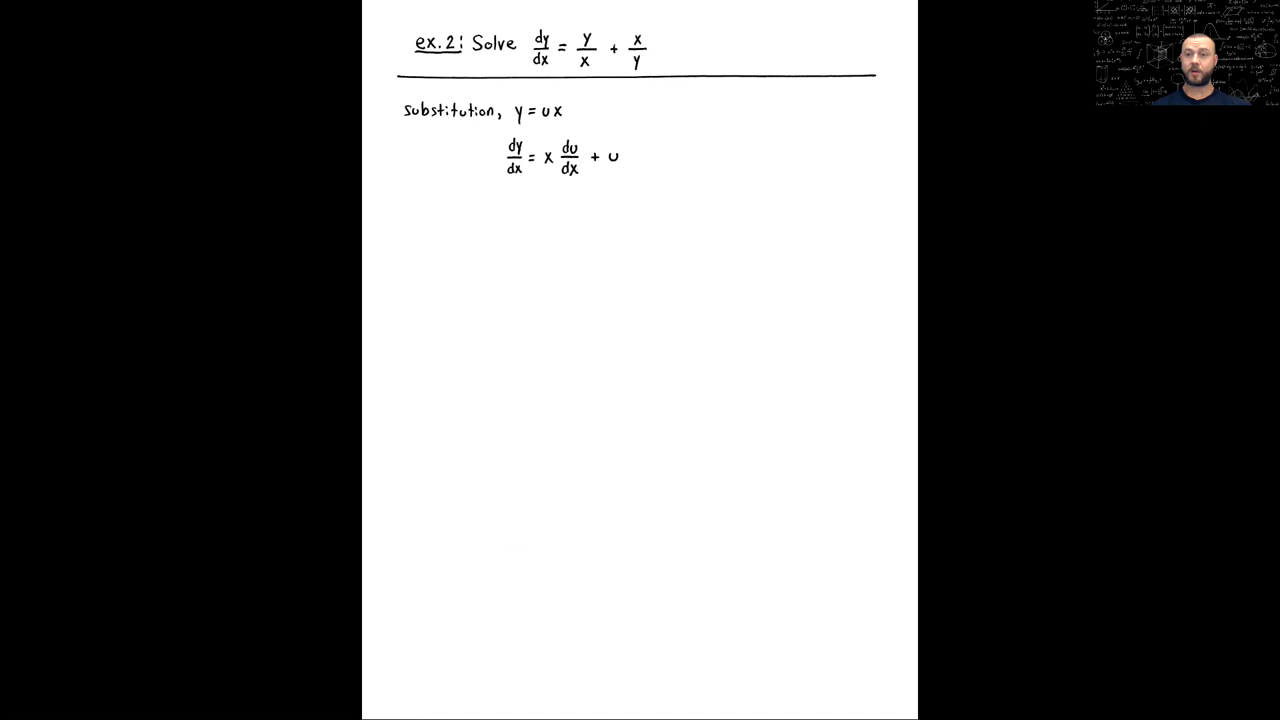 ex. 2: Solve dy/dx = y/x + x/y
substitution, y = ux
dy/dx = x du/dx + u